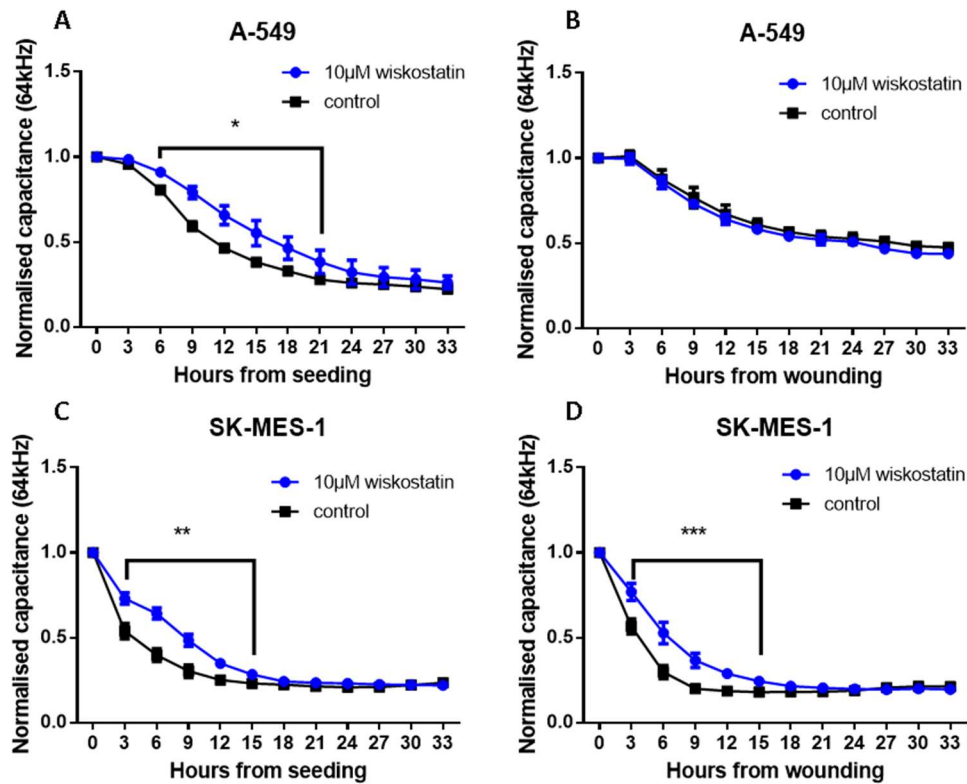 A
A-549
Normalised capacitance (64kHz)
1.5
1.0
0.5
0.0
10µM wiskostatin
control
*
0 3 6 9 12 15 18 21 24 27 30 33
Hours from seeding
B
A-549
Normalised capacitance (64kHz)
1.5
1.0
0.5
0.0
10µM wiskostatin
control
0 3 6 9 12 15 18 21 24 27 30 33
Hours from wounding
C
SK-MES-1
Normalised capacitance (64kHz)
1.5
1.0
0.5
0.0
10µM wiskostatin
control
**
0 3 6 9 12 15 18 21 24 27 30 33
Hours from seeding
D
SK-MES-1
Normalised capacitance (64kHz)
1.5
1.0
0.5
0.0
10µM wiskostatin
control
***
0 3 6 9 12 15 18 21 24 27 30 33
Hours from wounding